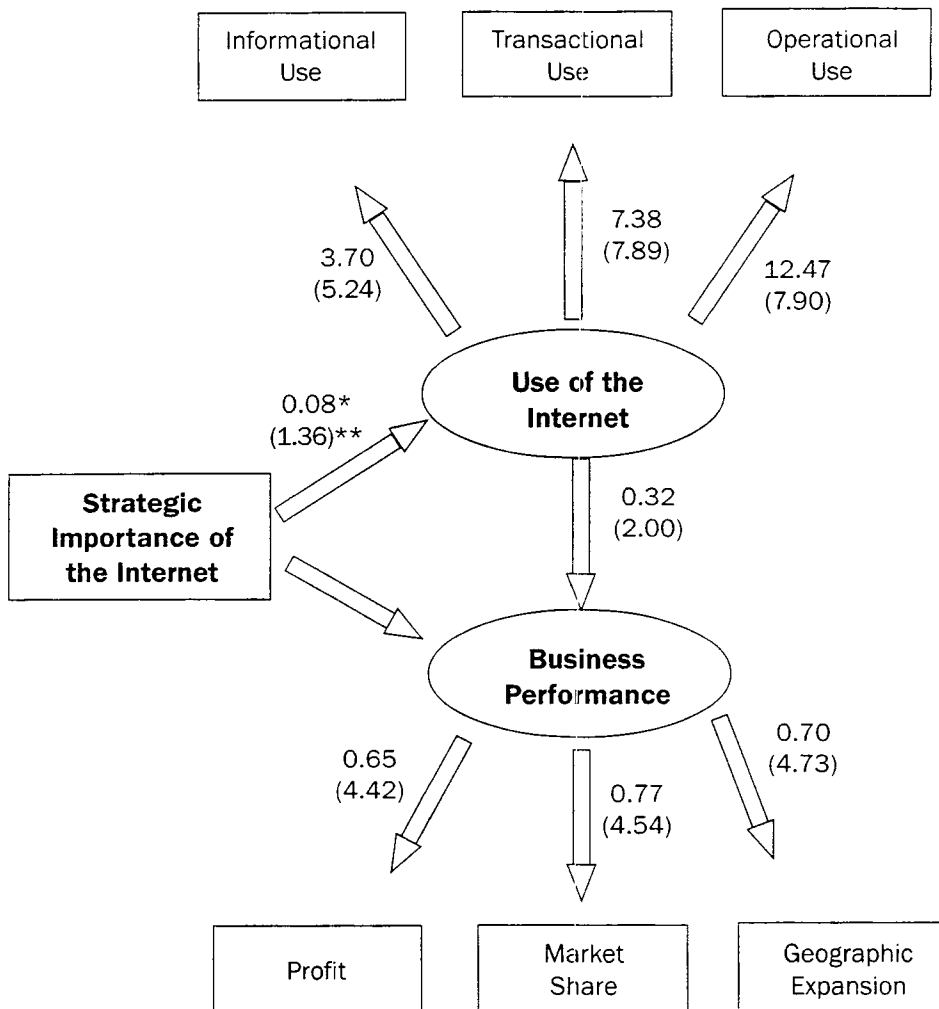 Informational
Use
Transactional
Use
Operational
Use
3.70
(5.24)
7.38
(7.89)
12.47
(7.90)
Use of the
Internet
0.08*
(1.36)**
Strategic
Importance of
the Internet
0.32
(2.00)
Business
Performance
0.65
(4.42)
0.77
(4.54)
0.70
(4.73)
Profit
Market
Share
Geographic
Expansion